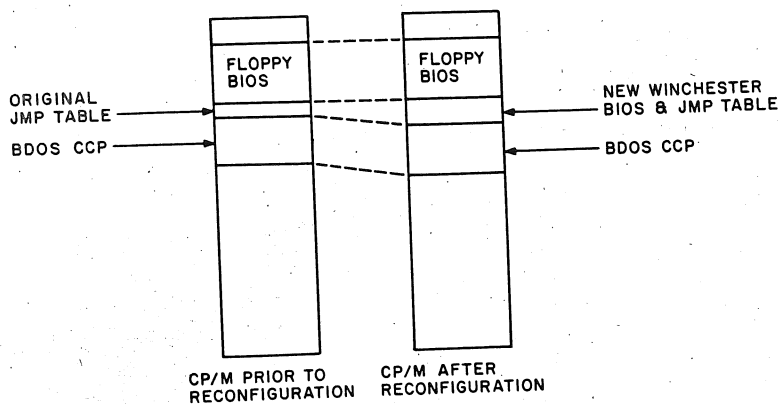 FLOPPY
BIOS
FLOPPY
BIOS
ORIGINAL
JMP TABLE
NEW WINCHESTER
BIOS & JMP TABLE
BDOS CCP
BDOS CCP
CP/M PRIOR TO
RECONFIGURATION
CP/M AFTER
RECONFIGURATION